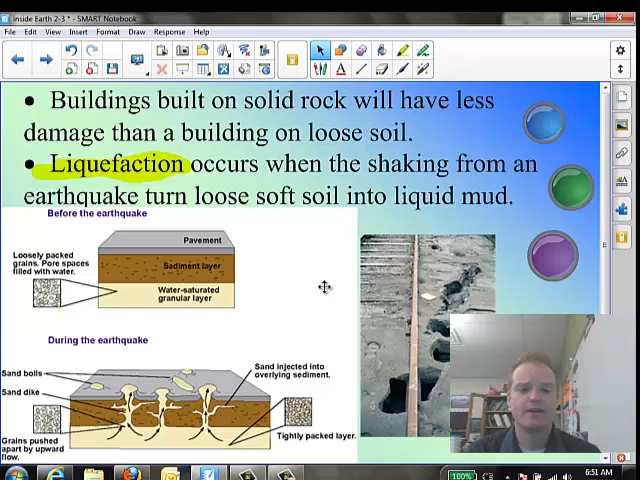 inside Earth 2-3 * - SMART Notebook
File Edit View Insert Format Draw Response Help
• Buildings built on solid rock will have less
damage than a building on loose soil.
• Liquefaction occurs when the shaking from an
earthquake turn loose soft soil into liquid mud.
Before the earthquake
Pavement
Loosely packed
grains. Pore spaces
filled with water.
Sediment layer
Water-saturated
granular layer
During the earthquake
Sand boils
Sand dike
Sand injected into
overlying sediment.
Grains pushed
apart by upward
flow.
Tightly packed layer.
100%
6:51 AM